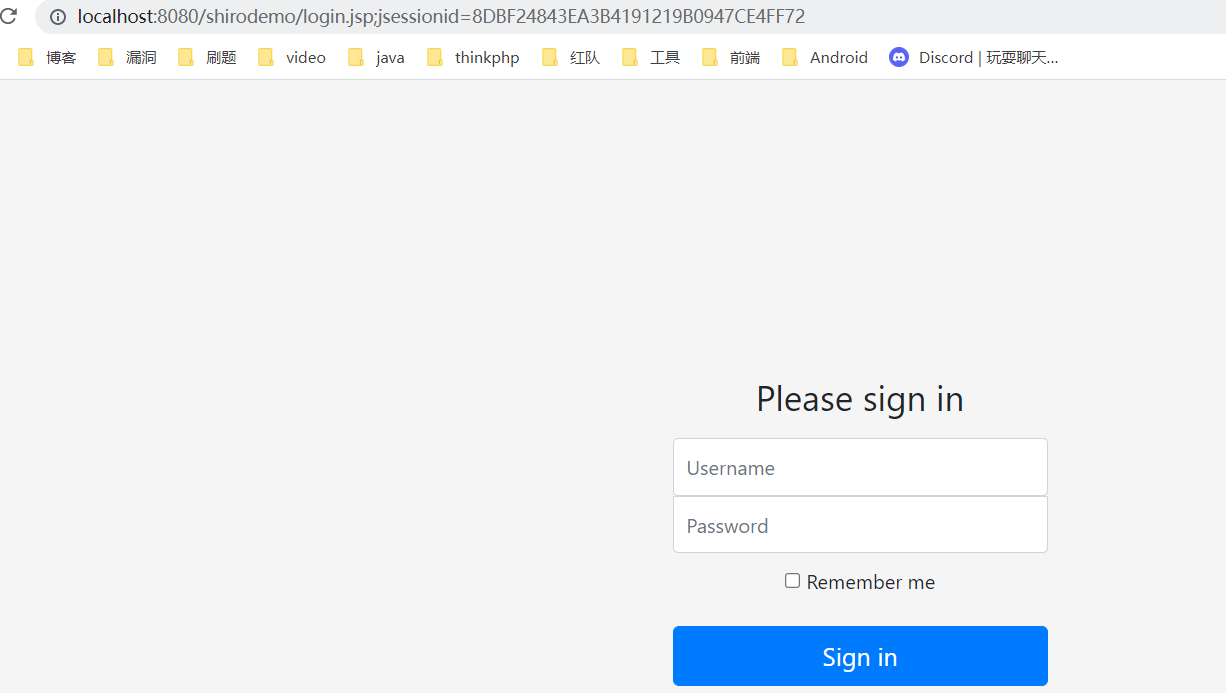 localhost:8080/shirodemo/login.jsp;jsessionid=8DBF24843EA3B4191219B0947CE4FF72
博客 漏洞 刷题 video java thinkphp 红队 工具 前端 Android Discord | 玩耍聊天...
Please sign in
Username
Password
Remember me
Sign in